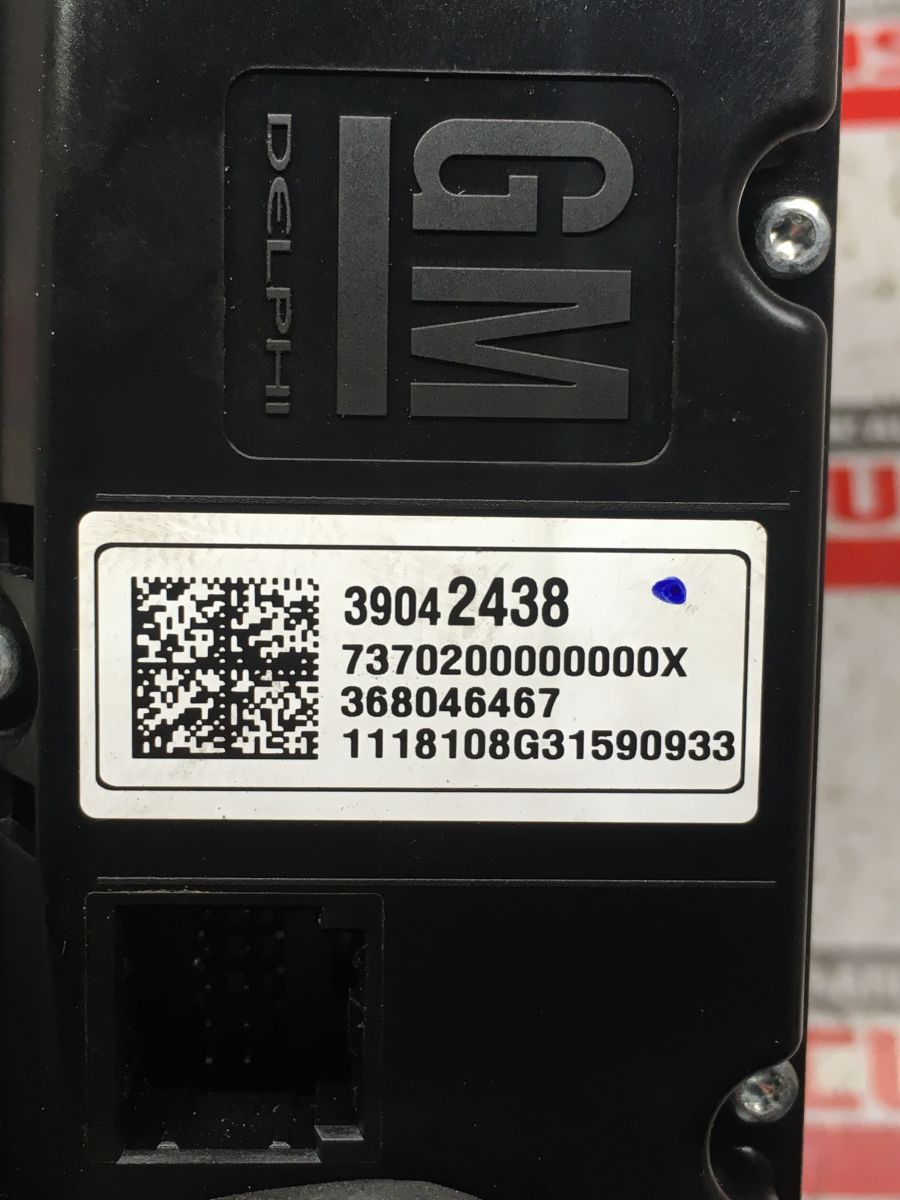 GM
DELPHI
39042438
7370200000000X
368046467
1118108G31590933